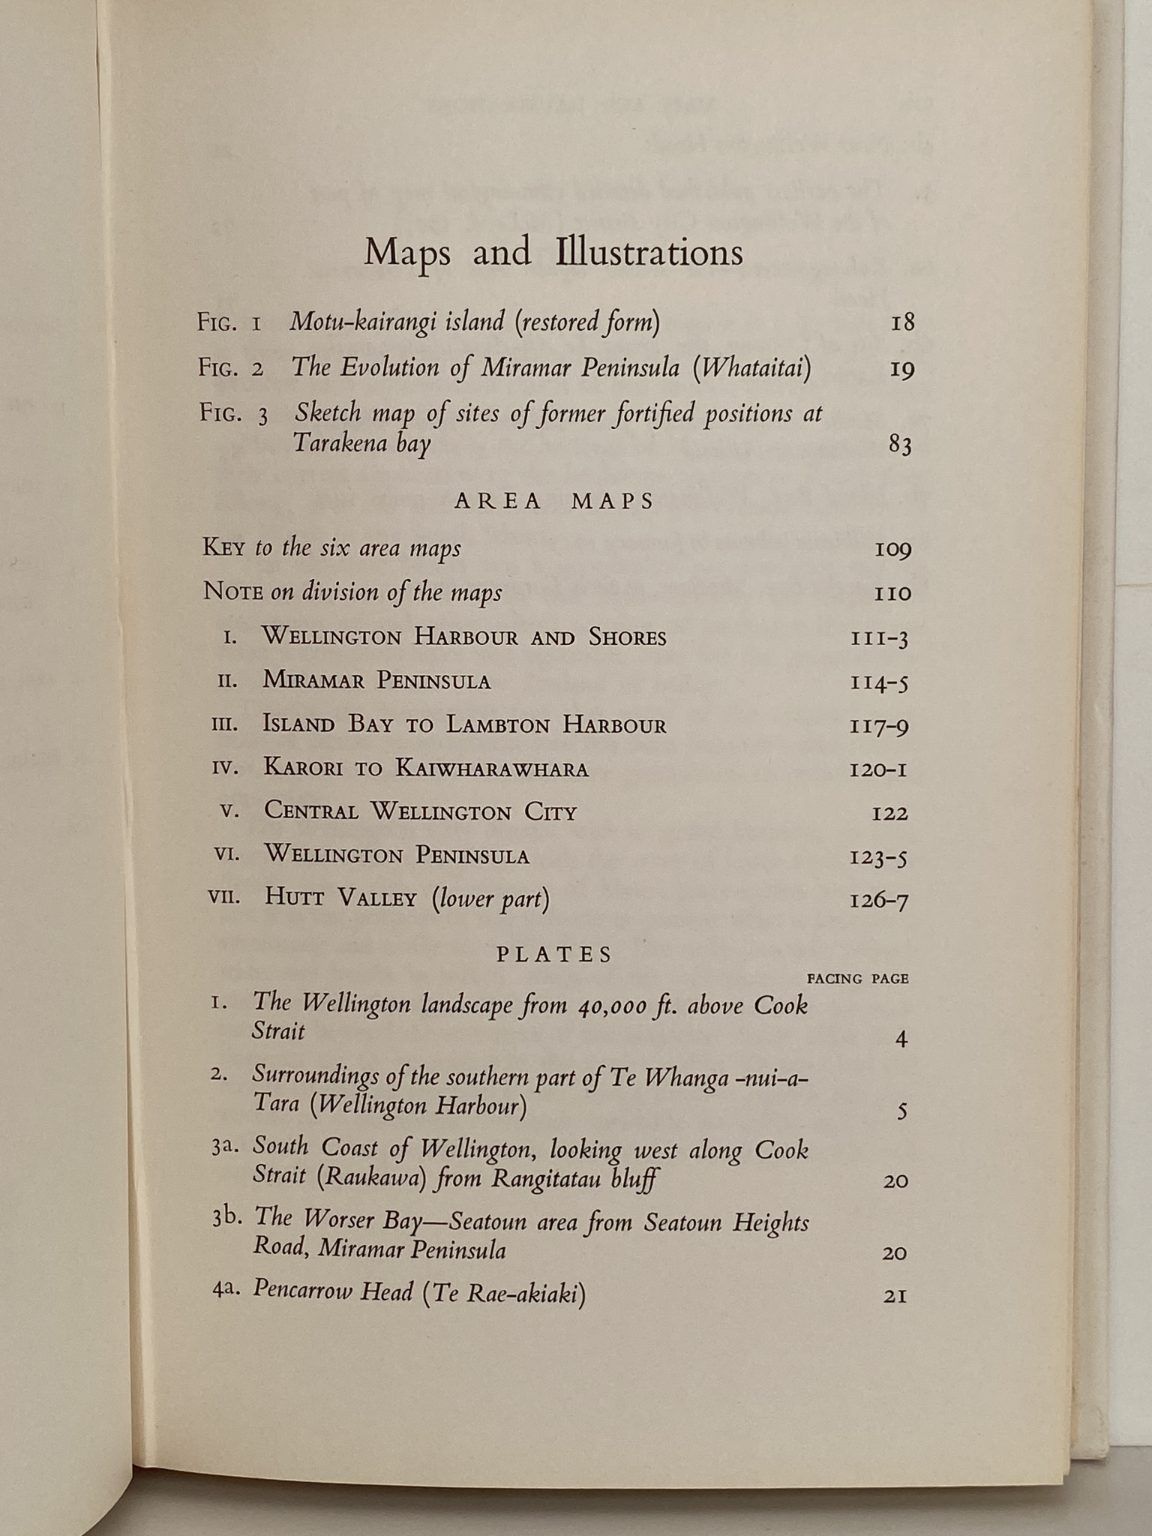 Maps and Illustrations
FIG. 1 Motu-kairangi island (restored form) 18
FIG. 2 The Evolution of Miramar Peninsula (Whataitai) 19
FIG. 3 Sketch map of sites of former fortified positions at
Tarakena bay 83
AREA MAPS
KEY to the six area maps 109
NOTE on division of the maps 110
I. WELLINGTON HARBOUR AND SHORES 111-3
II. MIRAMAR PENINSULA 114-5
III. ISLAND BAY TO LAMBTON HARBOUR 117-9
IV. KARORI TO KAIWHARAWHARA 120-1
V. CENTRAL WELLINGTON CITY 122
VI. WELLINGTON PENINSULA 123-5
VII. HUTT VALLEY (lower part) 126-7
PLATES
FACING PAGE
1. The Wellington landscape from 40,000 ft. above Cook
Strait 4
2. Surroundings of the southern part of Te Whanga -nui-a-
Tara (Wellington Harbour) 5
3a. South Coast of Wellington, looking west along Cook
Strait (Raukawa) from Rangitatau bluff 20
3b. The Worser Bay—Seatoun area from Seatoun Heights
Road, Miramar Peninsula 20
4a. Pencarrow Head (Te Rae-akiaki) 21